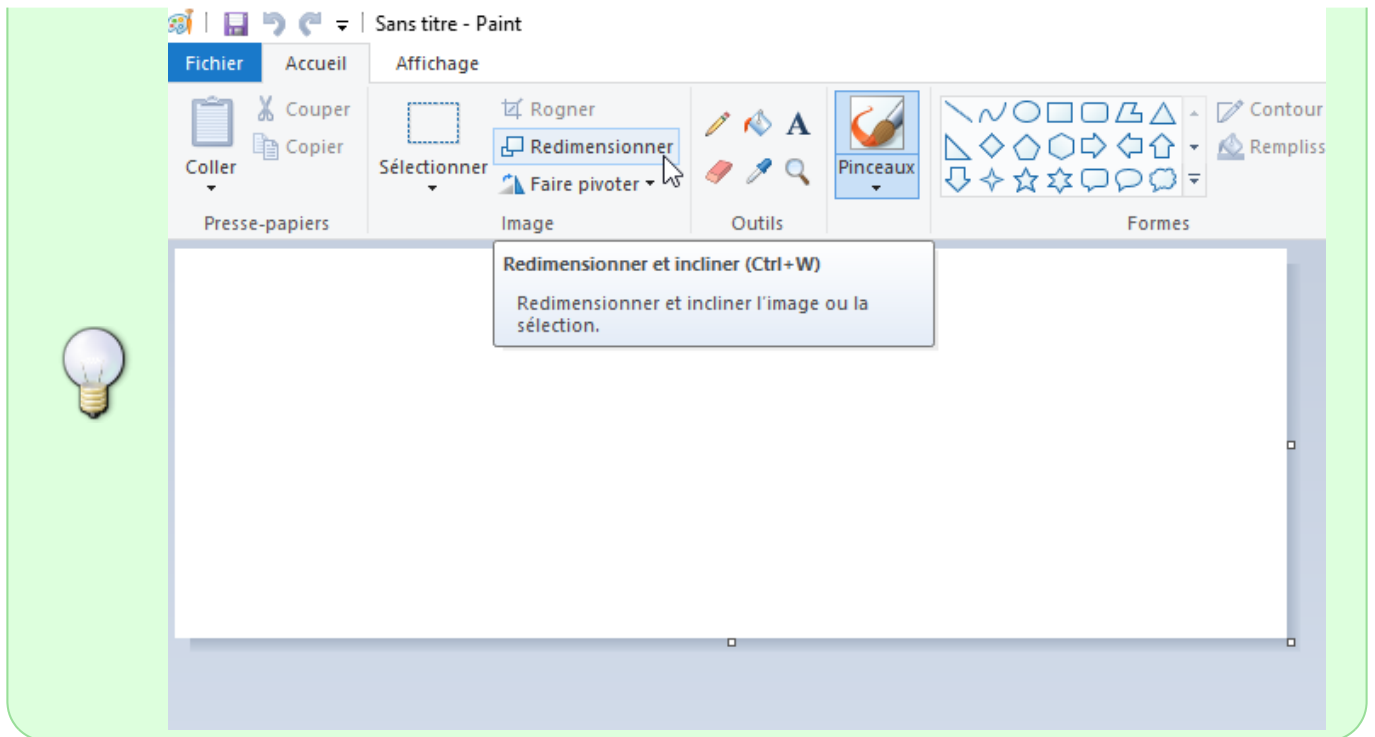 Sans titre - Paint
Fichier Accueil Affichage
Coller
Couper
Copier
Presse-papiers
Sélectionner
Rogner
Redimensionner
Faire pivoter
Image
A
Outils
Pinceaux
Contour
Rempliss
Formes
Redimensionner et incliner (Ctrl+W)
Redimensionner et incliner l'image ou la
sélection.